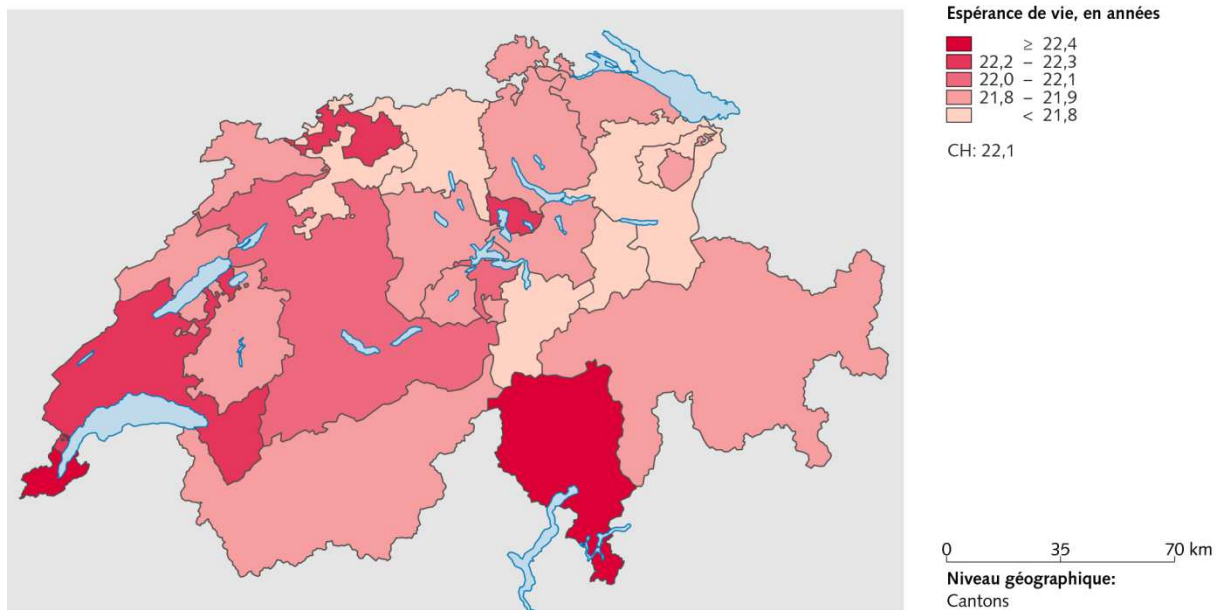 Espérance de vie, en années
≥ 22,4
22,2 – 22,3
22,0 – 22,1
21,8 – 21,9
< 21,8
CH: 22,1
0 35 70 km
Niveau géographique:
Cantons